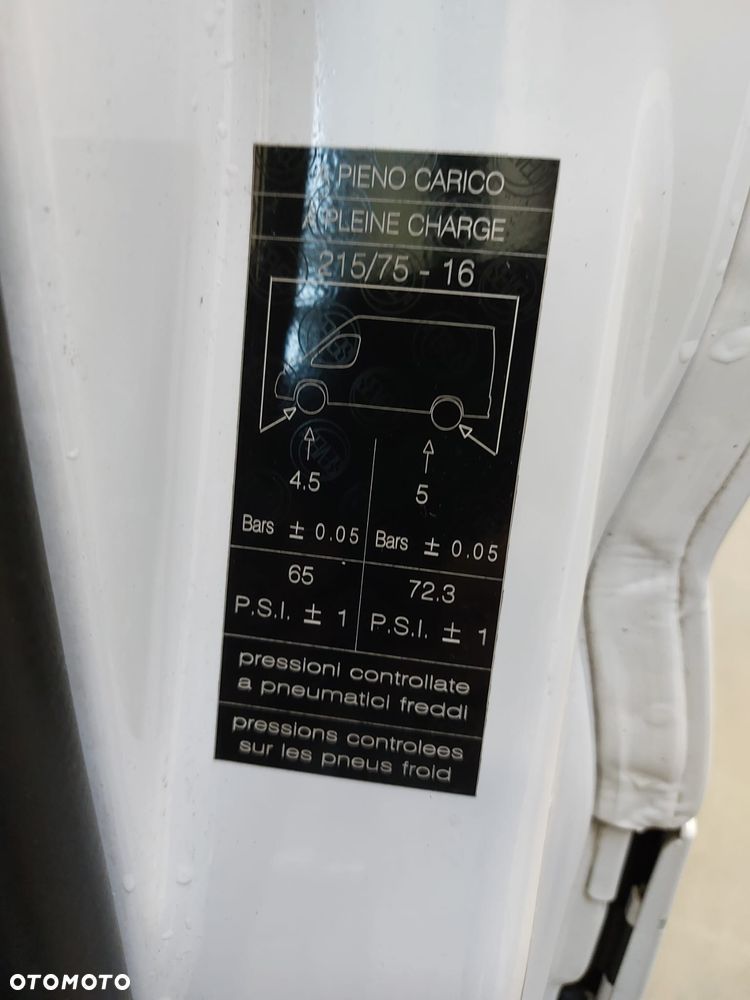 A PIENO CARICO
A PLEINE CHARGE
215/75 - 16
4.5
5
Bars ± 0.05
Bars ± 0.05
65
72.3
P.S.I. ± 1
P.S.I. ± 1
pressioni controllate
a pneumatici freddi
pressions controlees
sur les pneus froid
OTOMOTO